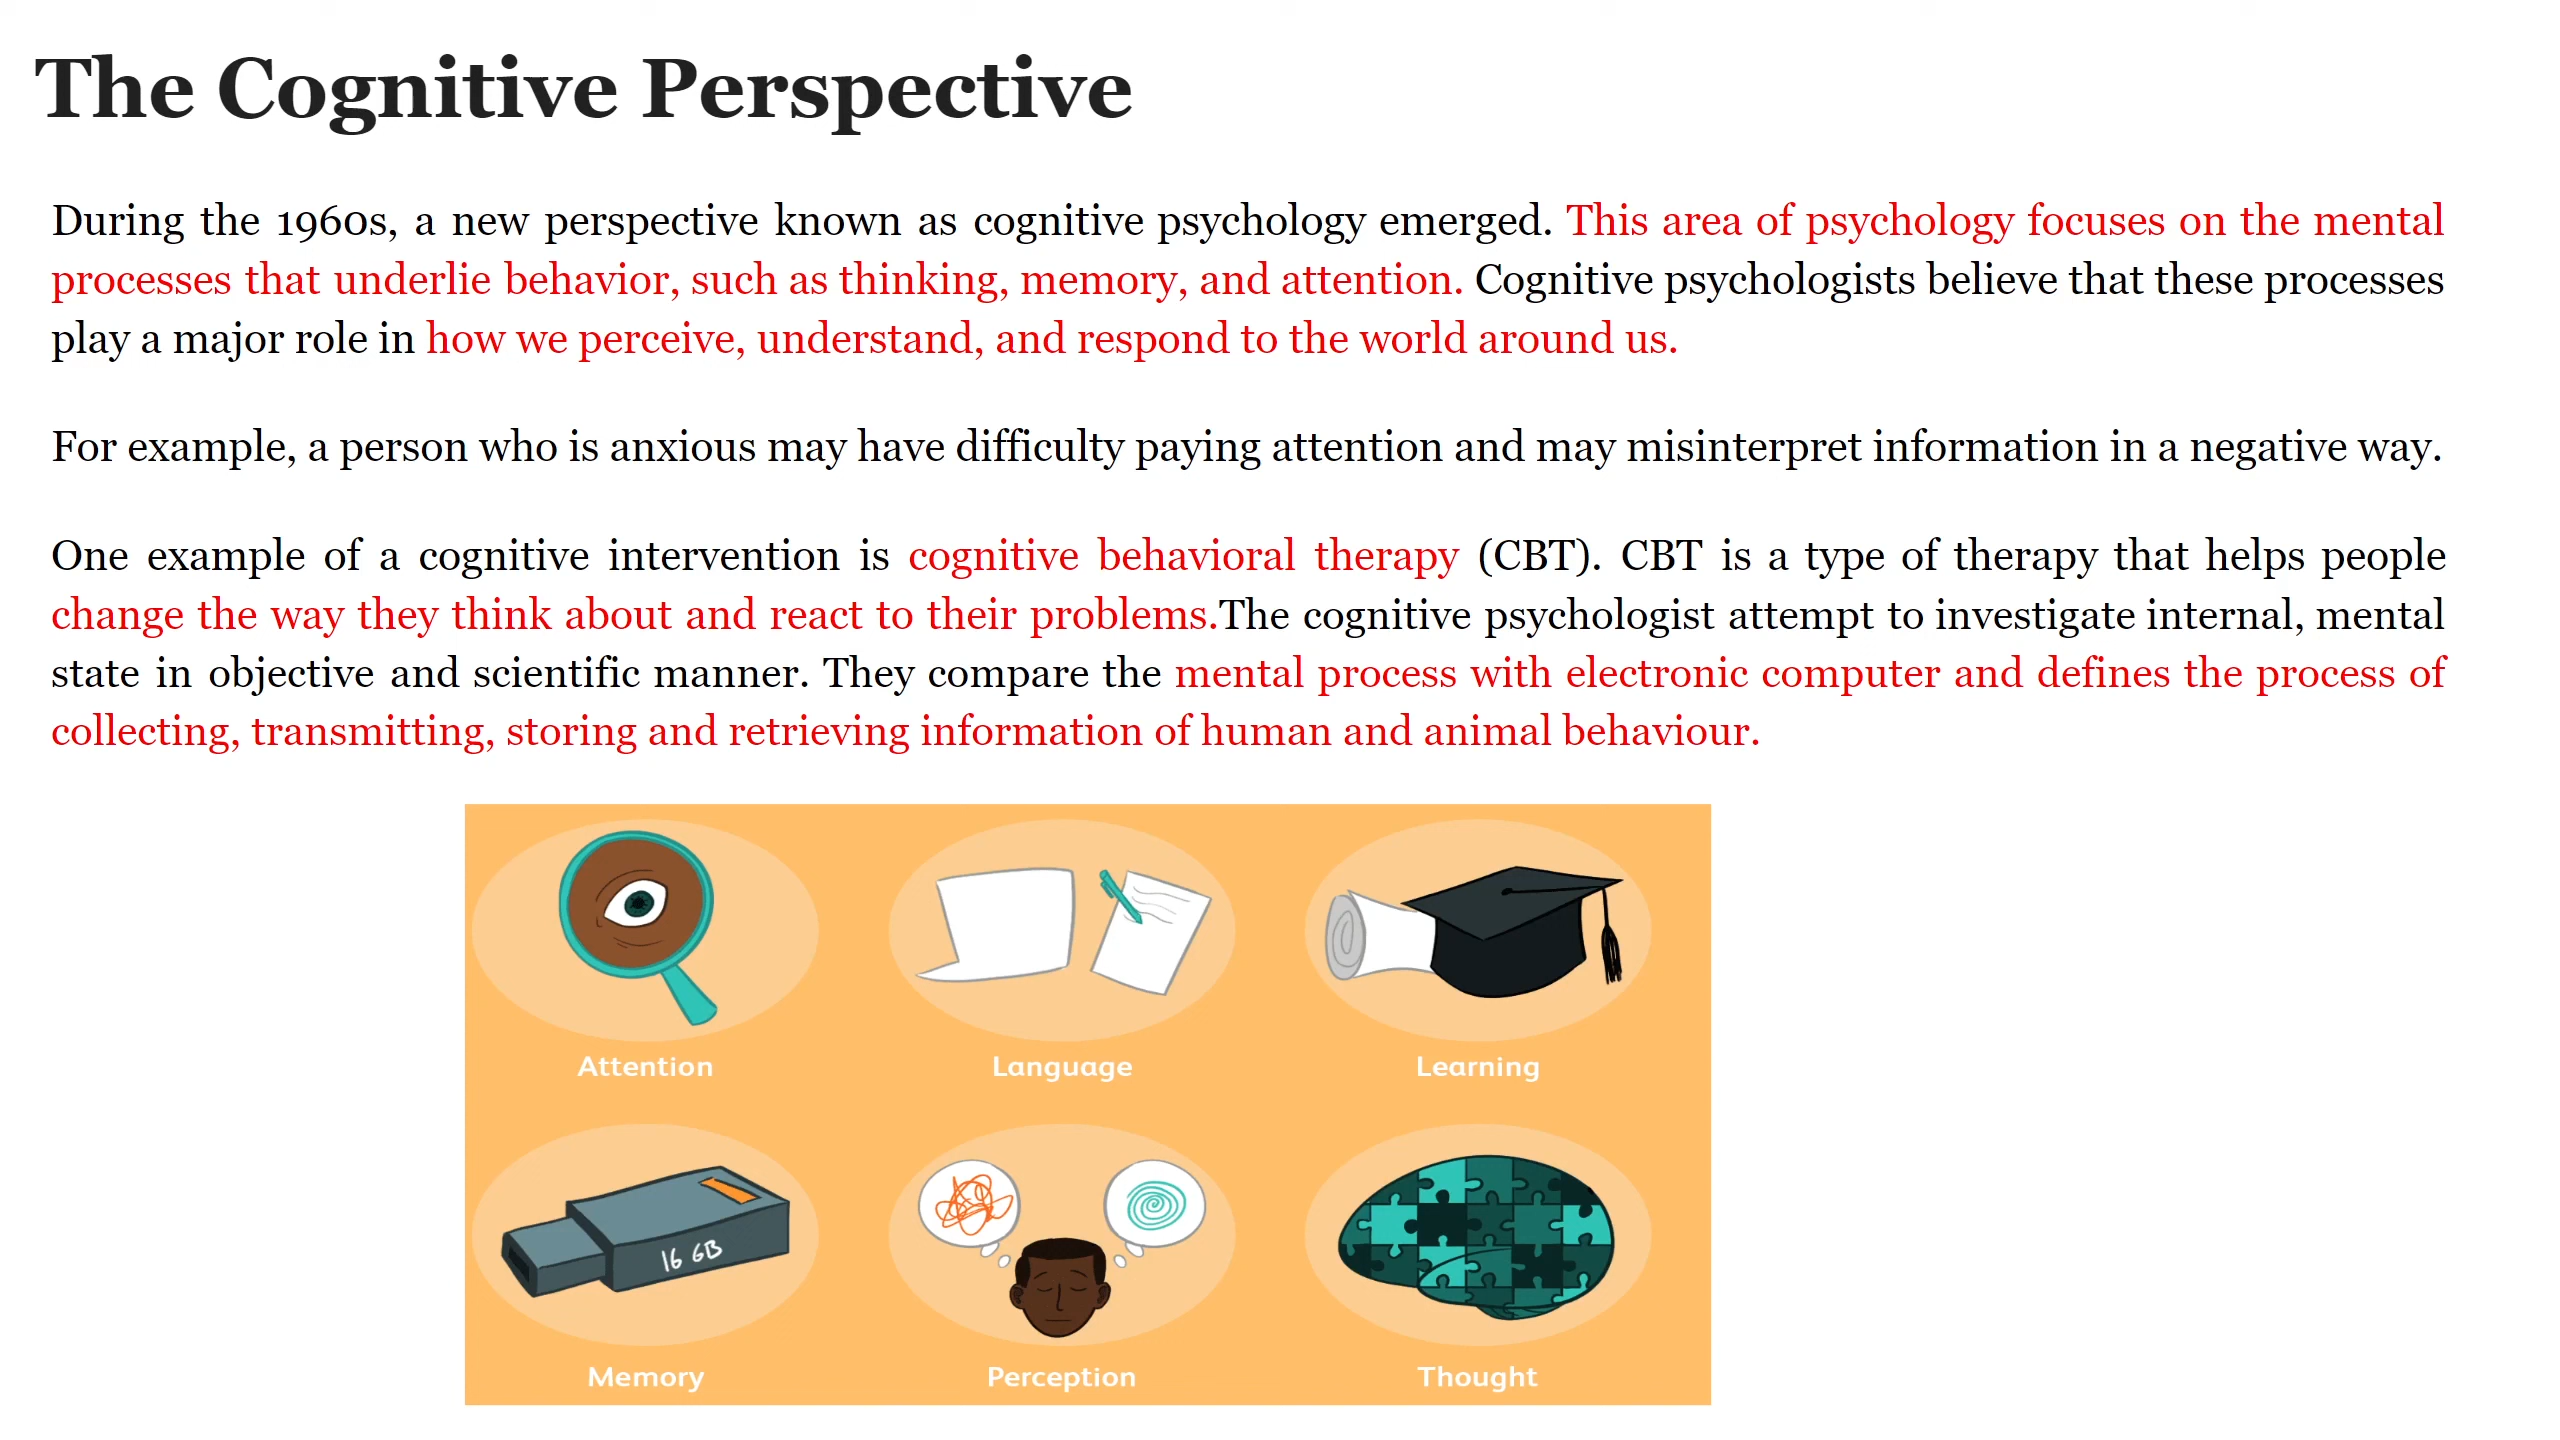 The Cognitive Perspective
During the 1960s, a new perspective known as cognitive psychology emerged. This area of psychology focuses on the mental
processes that underlie behavior, such as thinking, memory, and attention. Cognitive psychologists believe that these processes
play a major role in how we perceive, understand, and respond to the world around us.
For example, a person who is anxious may have difficulty paying attention and may misinterpret information in a negative way.
One example of a cognitive intervention is cognitive behavioral therapy (CBT). CBT is a type of therapy that helps people
change the way they think about and react to their problems.The cognitive psychologist attempt to investigate internal, mental
state in objective and scientific manner. They compare the mental process with electronic computer and defines the process of
collecting, transmitting, storing and retrieving information of human and animal behaviour.
Attention
Language
Learning
16 GB
Memory
Perception
Thought